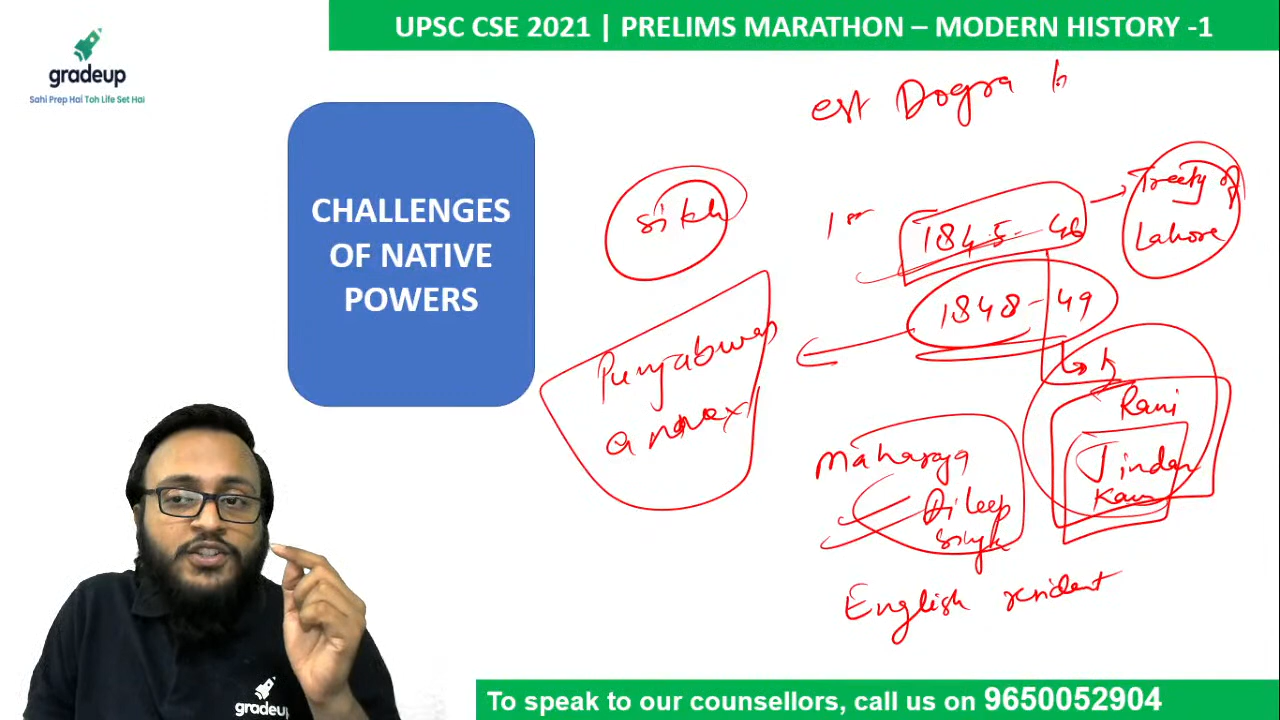 UPSC CSE 2021 | PRELIMS MARATHON – MODERN HISTORY -1
gradeup
Sahi Prep Hai Toh Life Set Hai
CHALLENGES
OF NATIVE
POWERS
est Dogra
sikh
1st 1845-46
Treaty of
Lahore
1848-49
Punjab was
annext
Rani
Jindan
Kaur
Maharaja
Dileep
Singh
English resident
gradeup
To speak to our counsellors, call us on 9650052904